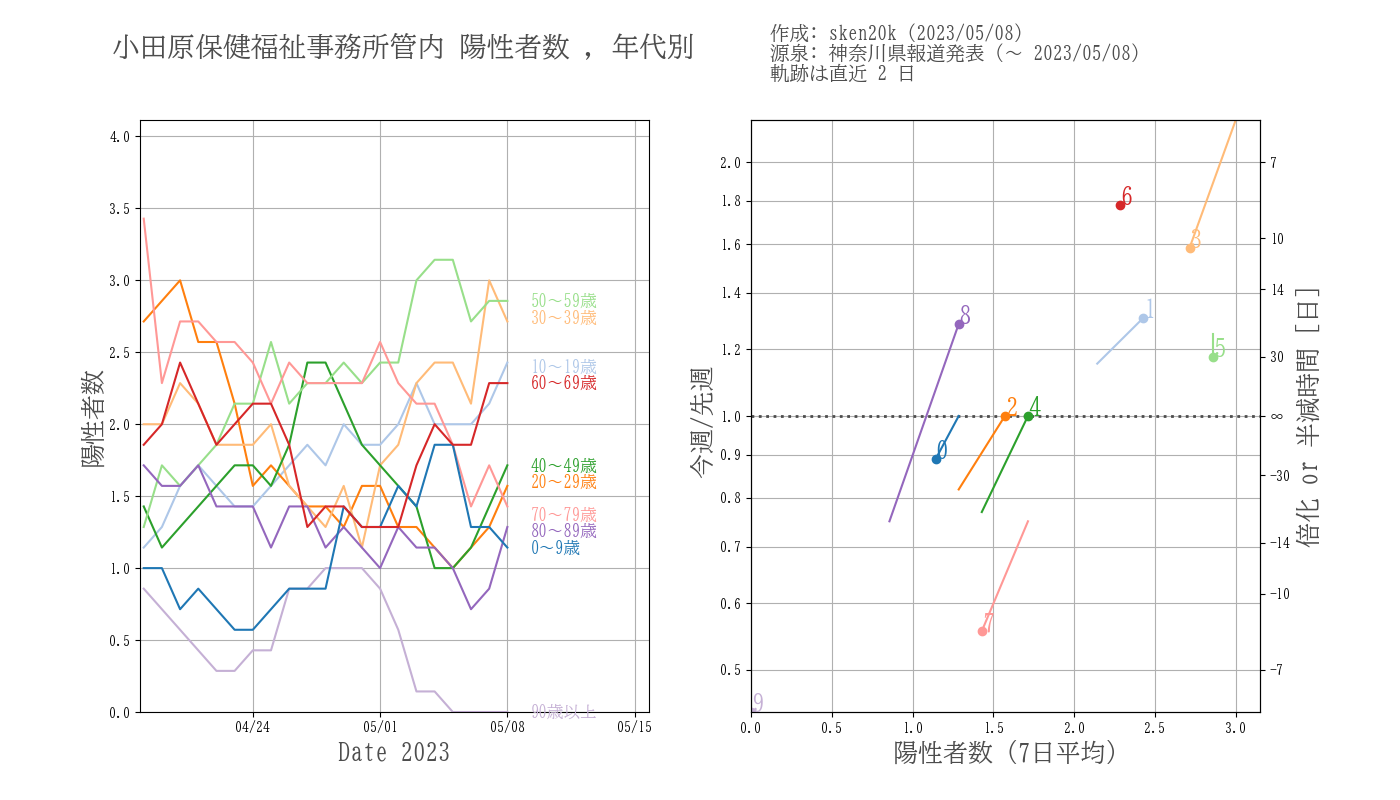 小田原保健福祉事務所管内 陽性者数 , 年代別
作成: sken20k (2023/05/08)
源泉: 神奈川県報道発表 (～ 2023/05/08)
軌跡は直近 2 日
陽性者数
4.0
3.5
3.0
2.5
2.0
1.5
1.0
0.5
0.0
04/24
05/01
05/08
05/15
Date 2023
50～59歳
30～39歳
10～19歳
60～69歳
40～49歳
20～29歳
70～79歳
80～89歳
0～9歳
90歳以上
今週/先週
2.0
1.8
1.6
1.4
1.2
1.0
0.9
0.8
0.7
0.6
0.5
0.0
0.5
1.0
1.5
2.0
2.5
3.0
陽性者数 (7日平均)
6
3
8
1
5
2
4
0
7
9
7
10
14
30
∞
-30
-14
-10
-7
倍化 or 半減時間 [日]